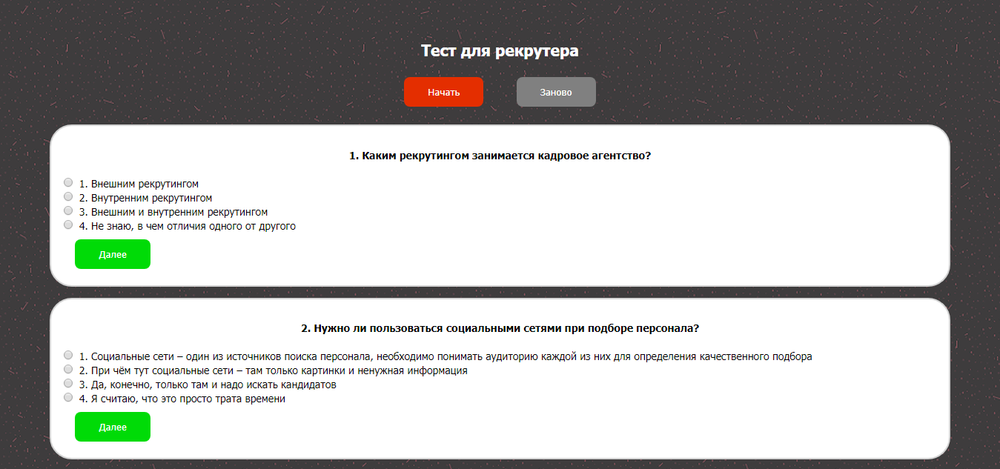 Тест для рекрутера
Начать Заново
1. Каким рекрутингом занимается кадровое агентство?
1. Внешним рекрутингом
2. Внутренним рекрутингом
3. Внешним и внутренним рекрутингом
4. Не знаю, в чем отличия одного от другого
Далее
2. Нужно ли пользоваться социальными сетями при подборе персонала?
1. Социальные сети – один из источников поиска персонала, необходимо понимать аудиторию каждой из них для определения качественного подбора
2. При чём тут социальные сети – там только картинки и ненужная информация
3. Да, конечно, только там и надо искать кандидатов
4. Я считаю, что это просто трата времени
Далее